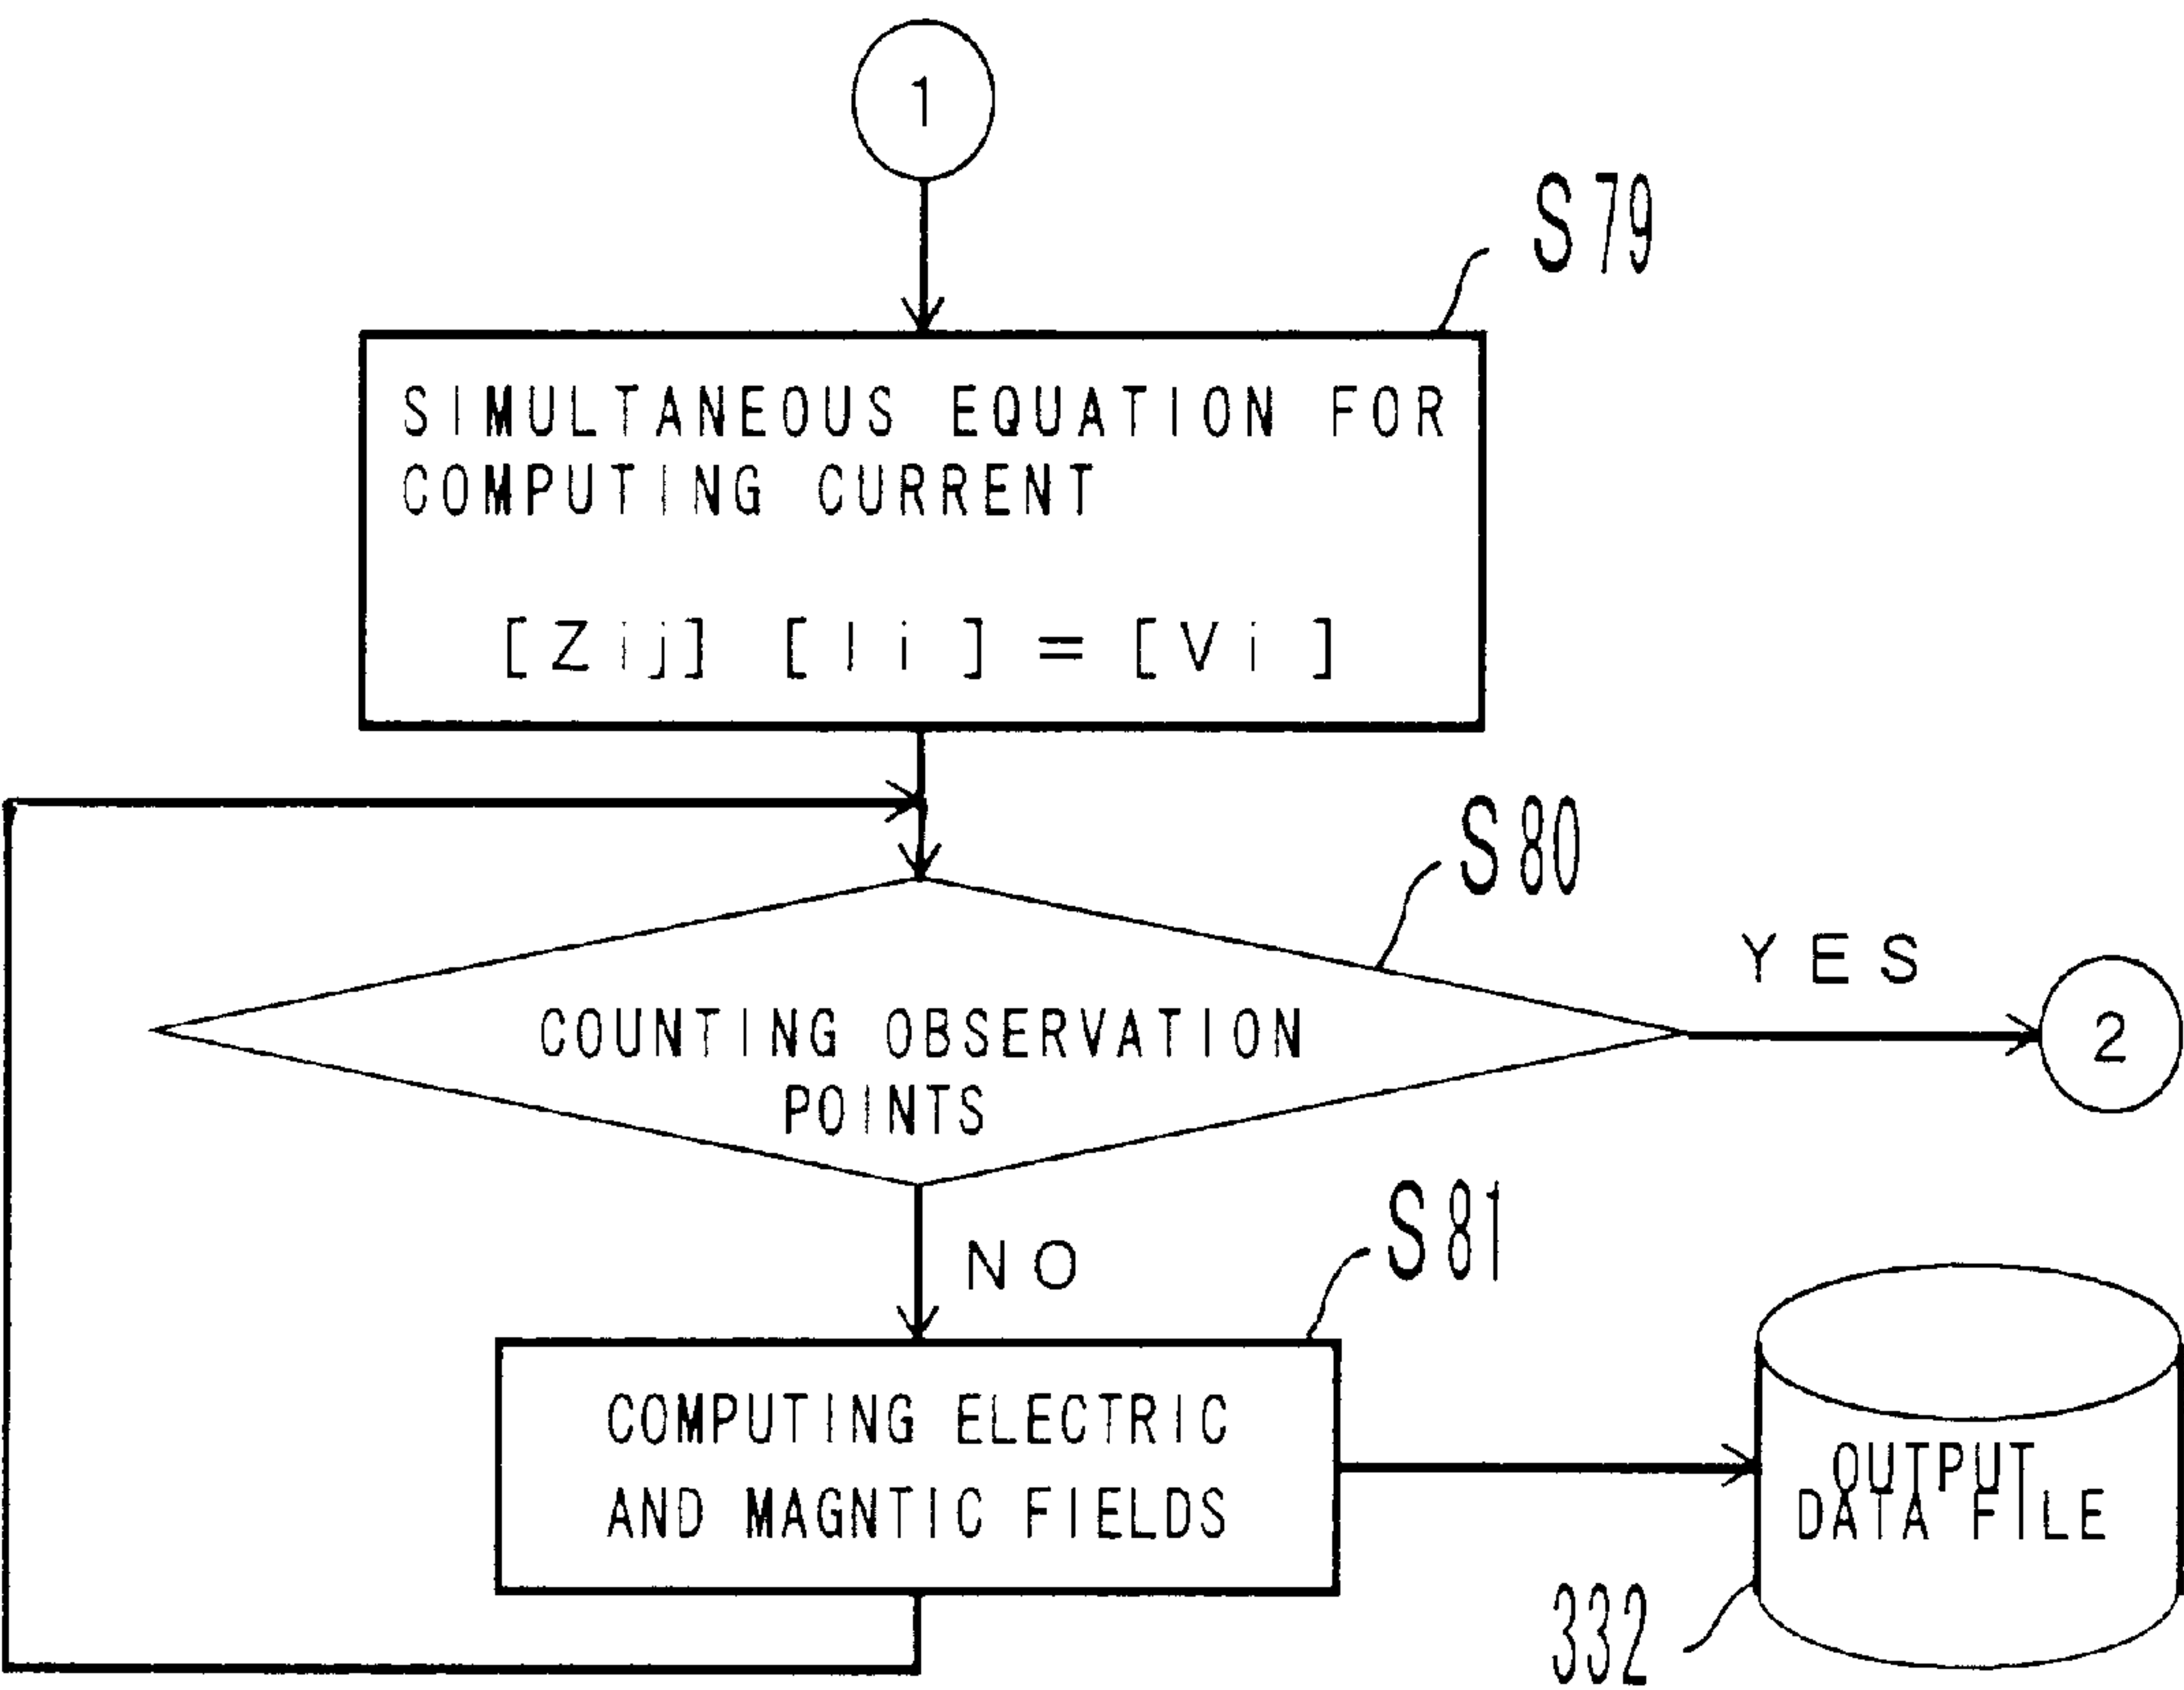 1
S79
SIMULTANEOUS EQUATION FOR
COMPUTING CURRENT
[Zij] [Ii] = [Vi]
S80
YES
COUNTING OBSERVATION
POINTS
2
S81
NO
COMPUTING ELECTRIC
AND MAGNTIC FIELDS
OUTPUT
DATA FILE
332